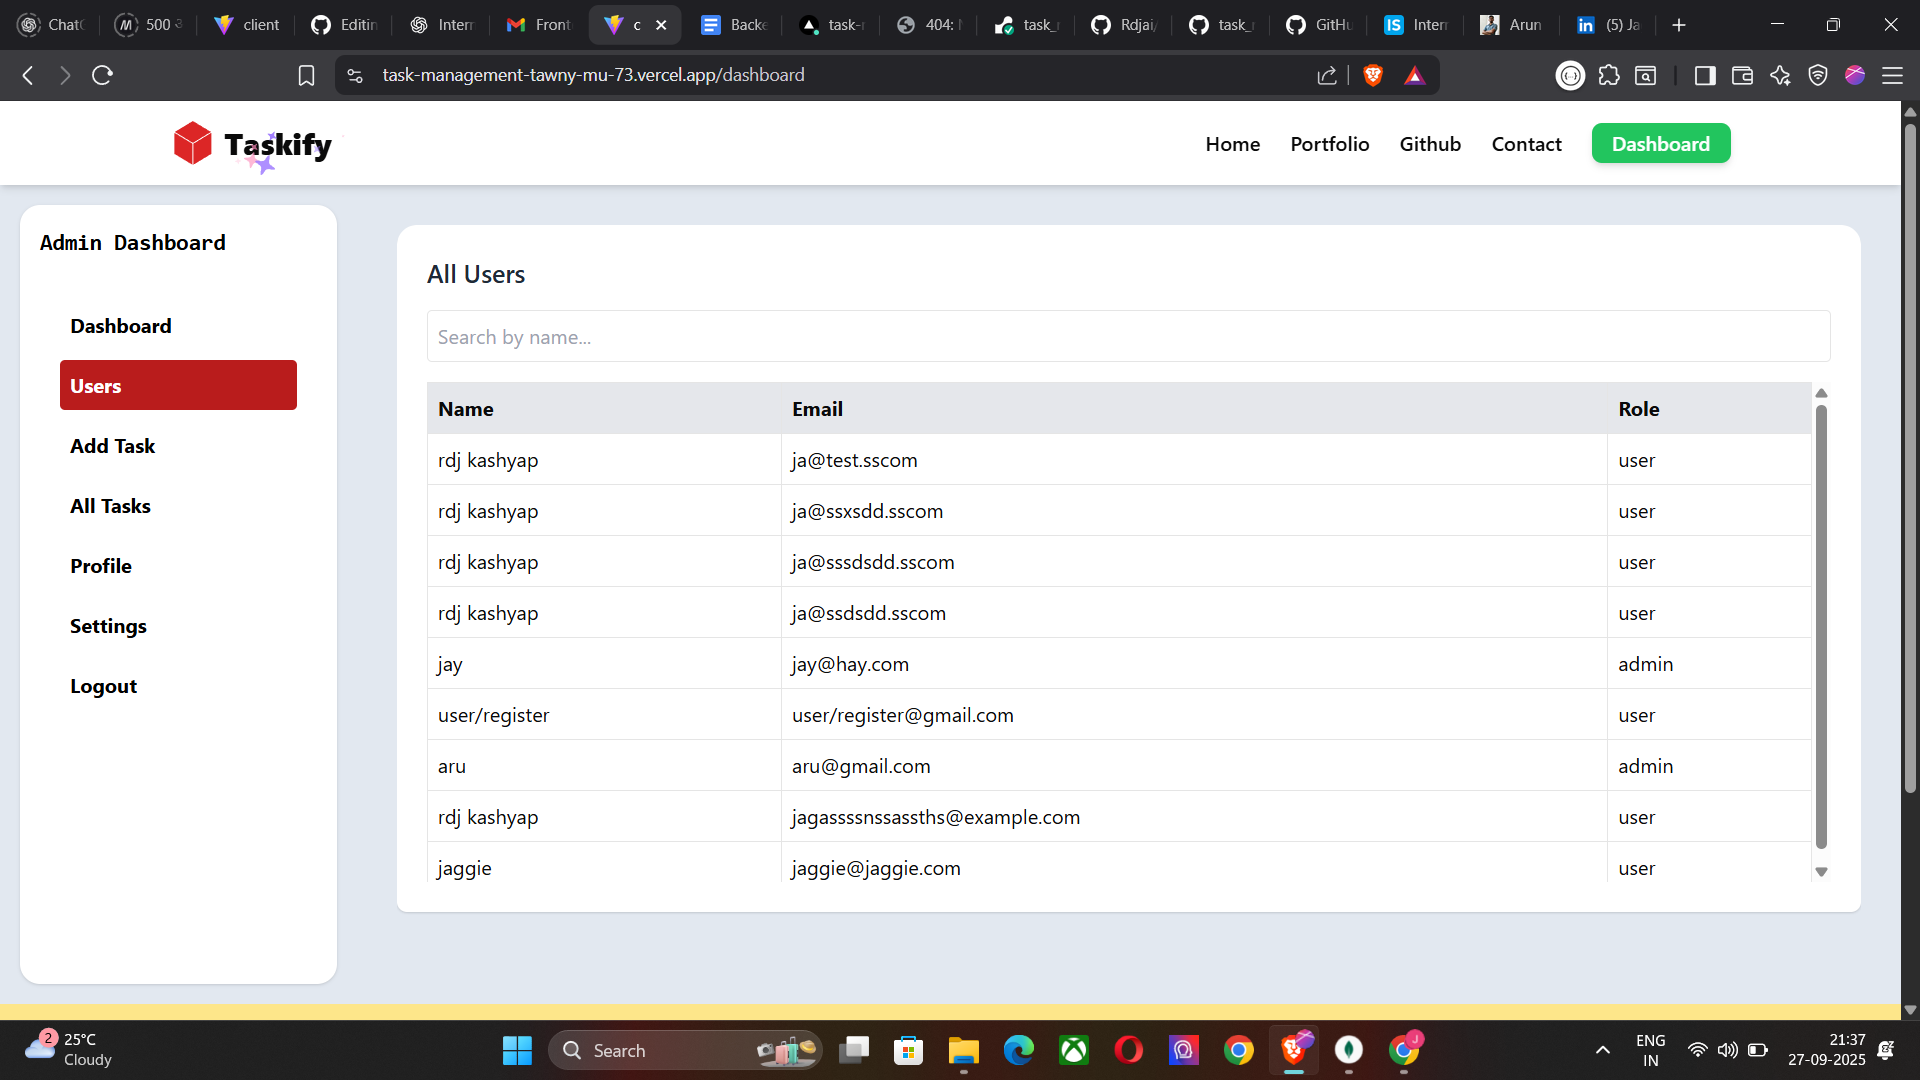 ChatG
500
client
Editin
Intern
Front
c
Backe
task-r
404: N
task_r
Rdjai/
task_r
GitHu
Intern
Arun
(5) Ja
task-management-tawny-mu-73.vercel.app/dashboard
Taskify
Home Portfolio Github Contact Dashboard
Admin Dashboard
Dashboard
Users
Add Task
All Tasks
Profile
Settings
Logout
All Users
Search by name...
Name Email Role
rdj kashyap ja@test.sscom user
rdj kashyap ja@ssxsdd.sscom user
rdj kashyap ja@sssdsdd.sscom user
rdj kashyap ja@ssdsdd.sscom user
jay jay@hay.com admin
user/register user/register@gmail.com user
aru aru@gmail.com admin
rdj kashyap jagassssnssassths@example.com user
jaggie jaggie@jaggie.com user
2
25°C
Cloudy
Search
ENG
IN
21:37
27-09-2025